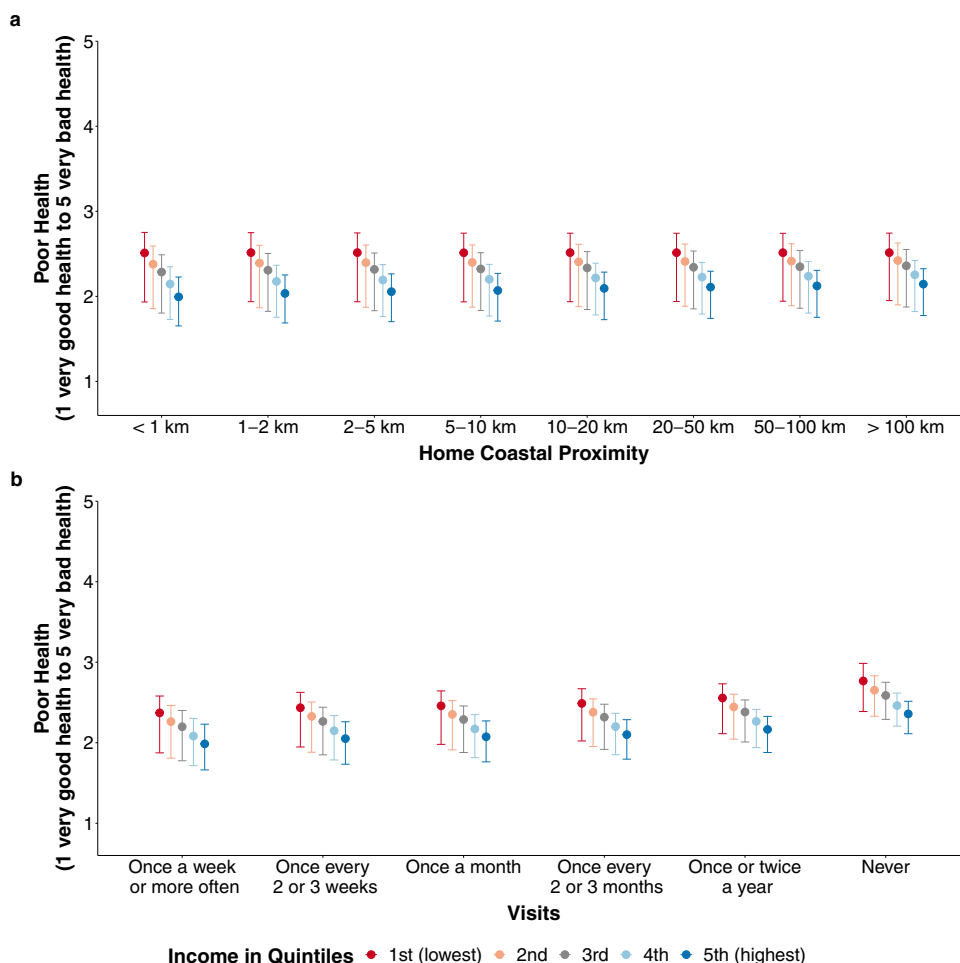 a
Poor Health
(1 very good health to 5 very bad health)
5
4
3
2
1
< 1 km 1–2 km 2–5 km 5–10 km 10–20 km 20–50 km 50–100 km > 100 km
Home Coastal Proximity
b
Poor Health
(1 very good health to 5 very bad health)
5
4
3
2
1
Once a week or more often
Once every 2 or 3 weeks
Once a month
Once every 2 or 3 months
Once or twice a year
Never
Visits
Income in Quintiles 1st (lowest) 2nd 3rd 4th 5th (highest)